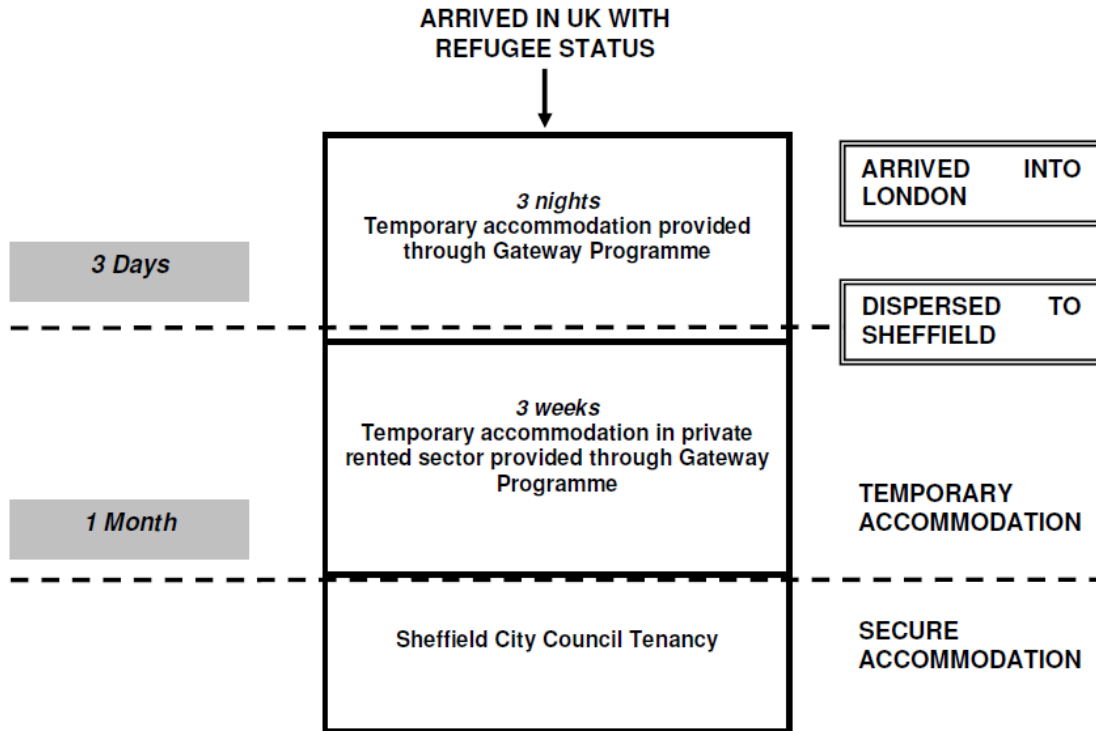 ARRIVED IN UK WITH
REFUGEE STATUS
3 nights
Temporary accommodation provided
through Gateway Programme
ARRIVED INTO
LONDON
3 Days
DISPERSED TO
SHEFFIELD
3 weeks
Temporary accommodation in private
rented sector provided through Gateway
Programme
1 Month
TEMPORARY
ACCOMMODATION
Sheffield City Council Tenancy
SECURE
ACCOMMODATION